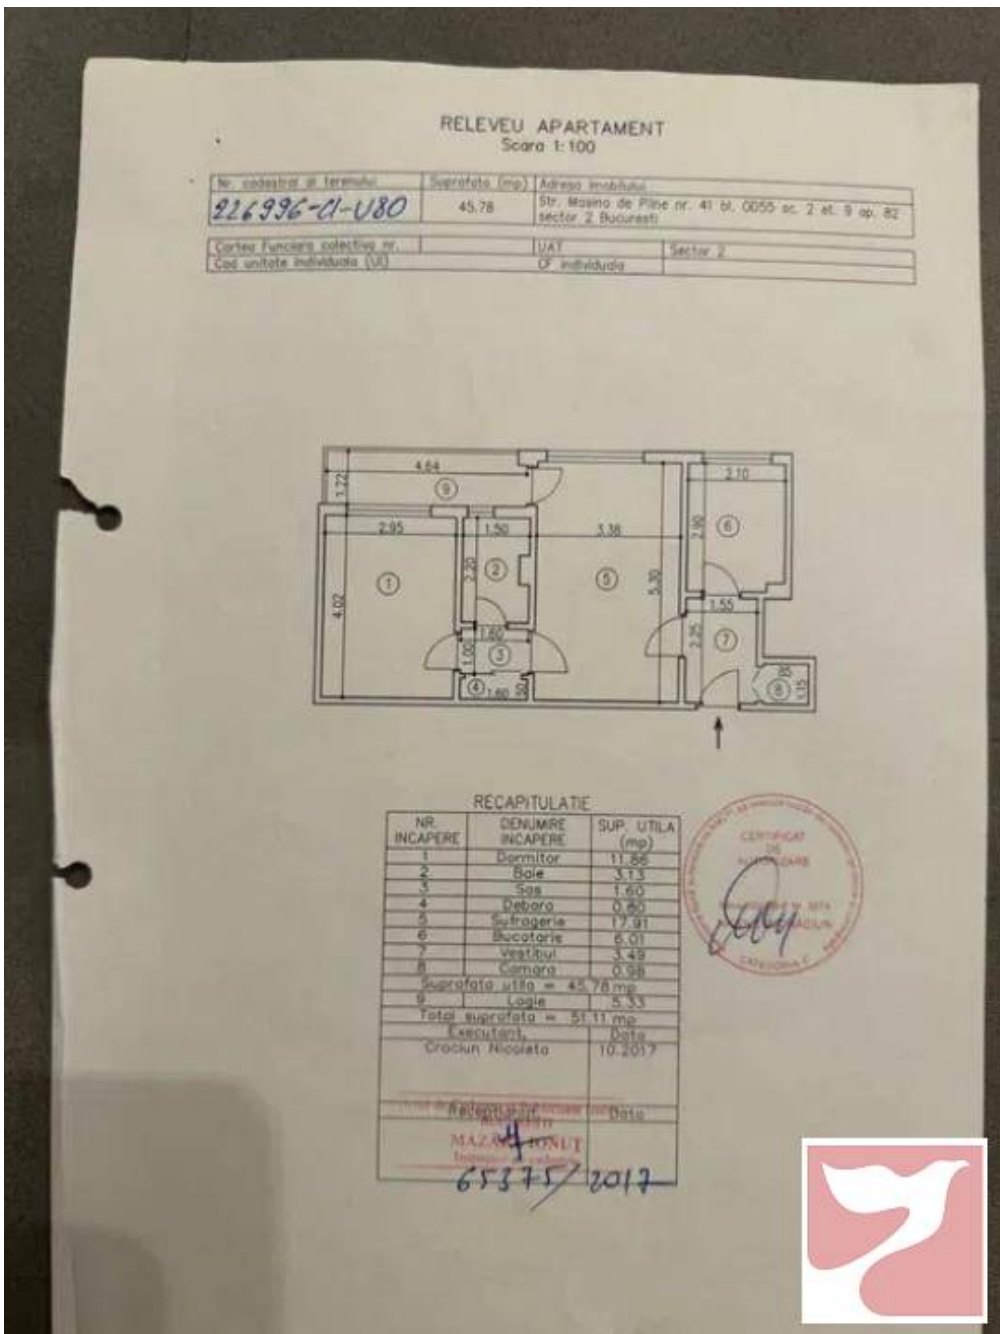 RELEVEU APARTAMENT
Scara 1:100
Nr. cadastral al terenului Suprafata (mp) Adresa imobilului
226996-C1-U80 45.78 Str. Masina de Pline nr. 41 bl. OD55 sc. 2 et. 9 ap. 82
sector 2 Bucuresti
Cartea Funciara colectiva nr. UAT Sector 2
Cod unitate individuala (UI) CF individuala
4.64
1.22
9
2.10
2.95
1.50
3.38
2.90
6
1
2.20
2
5
5.30
4.02
1.55
1.60
2.25
7
1.00
3
4
1.60
.50
.80
8
1.15
RECAPITULATIE
NR. INCAPERE DENUMIRE INCAPERE SUP. UTILA (mp)
1 Dormitor 11.86
2 Baie 3.13
3 Sas 1.60
4 Debara 0.80
5 Sufragerie 17.91
6 Bucatarie 6.01
7 Vestibul 3.49
8 Camara 0.98
Suprafata utila = 45.78 mp
9 Logie 5.33
Total suprafata = 51.11 mp
Executant, Data
Craciun Nicoleta 10.2017
Receptionat, Data
IONUT
65375/2017
CERTIFICAT
DE
AUTORIZARE
CATEGORIA C